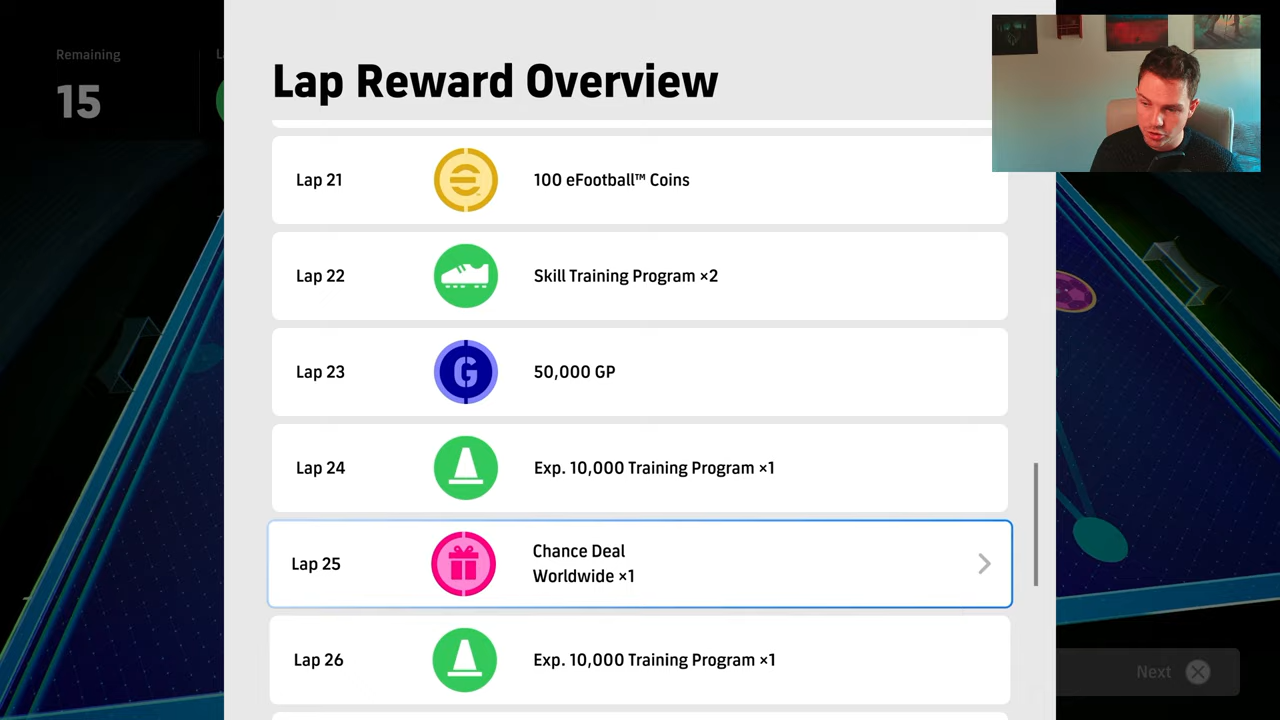 Remaining
15
Lap Reward Overview
Lap 21
100 eFootball™ Coins
Lap 22
Skill Training Program ×2
Lap 23
G
50,000 GP
Lap 24
Exp. 10,000 Training Program ×1
Lap 25
Chance Deal
Worldwide ×1
Lap 26
Exp. 10,000 Training Program ×1
Next